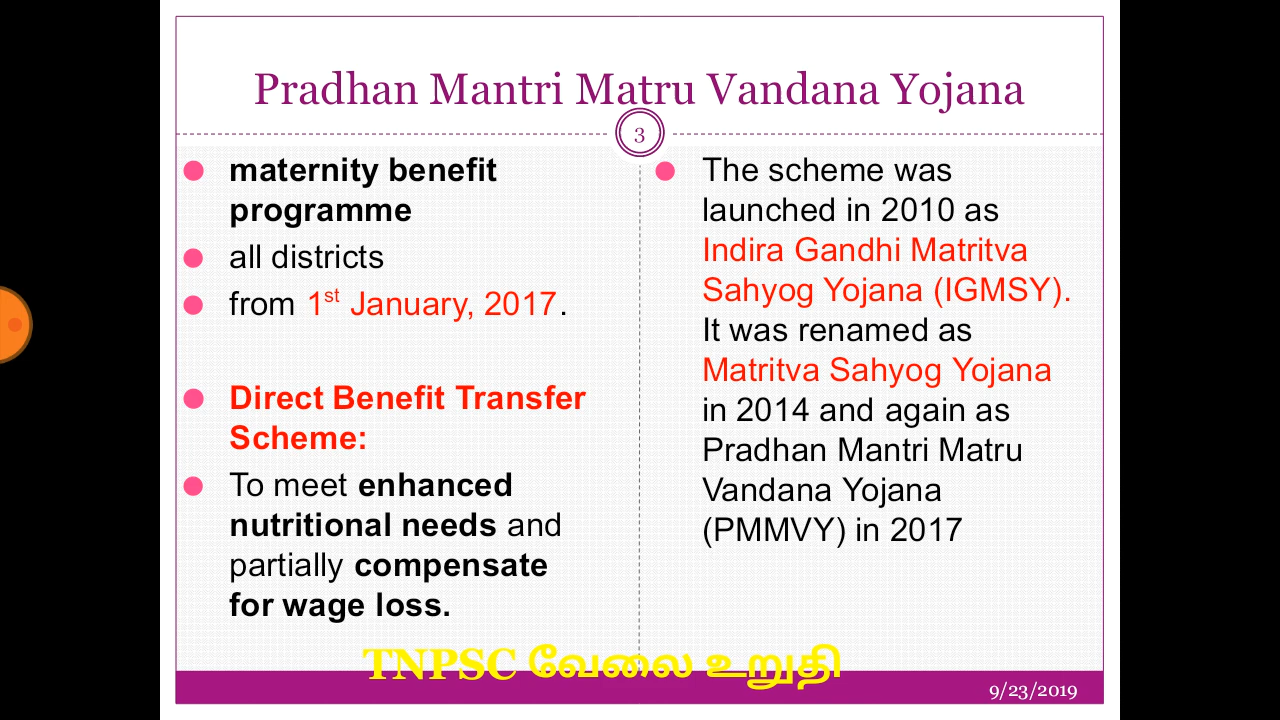 Pradhan Mantri Matru Vandana Yojana
3
maternity benefit
programme
all districts
from 1st January, 2017.
Direct Benefit Transfer
Scheme:
To meet enhanced
nutritional needs and
partially compensate
for wage loss.
The scheme was
launched in 2010 as
Indira Gandhi Matritva
Sahyog Yojana (IGMSY).
It was renamed as
Matritva Sahyog Yojana
in 2014 and again as
Pradhan Mantri Matru
Vandana Yojana
(PMMVY) in 2017
TNPSC வேலை உறுதி
9/23/2019